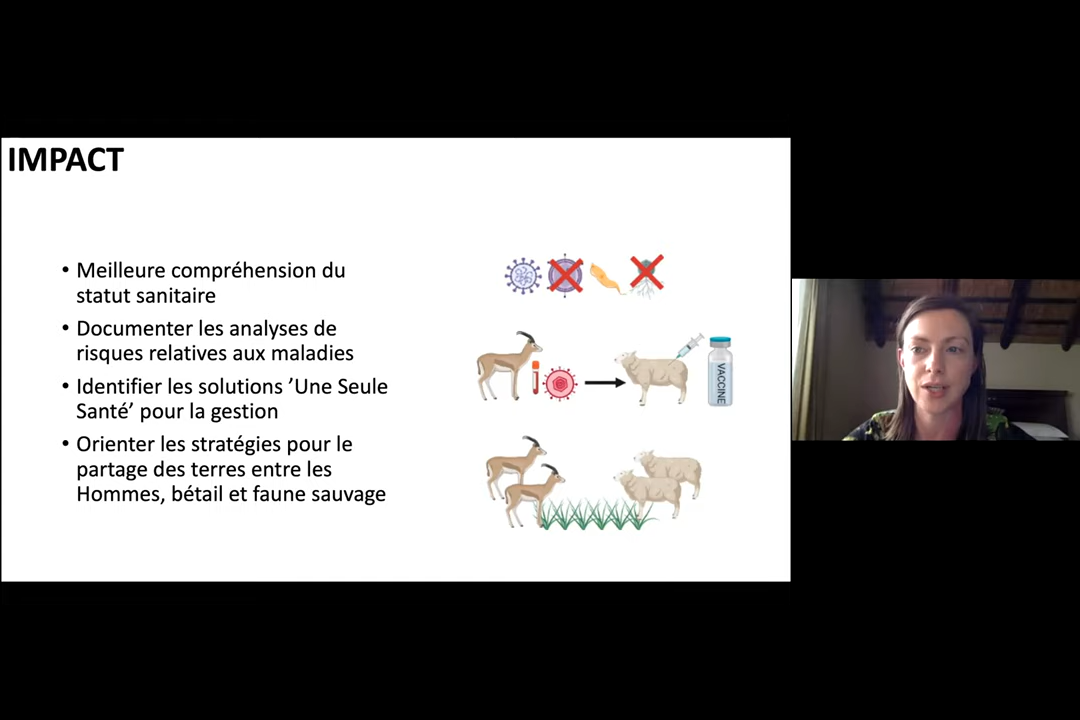 IMPACT
• Meilleure compréhension du
statut sanitaire
• Documenter les analyses de
risques relatives aux maladies
• Identifier les solutions ’Une Seule
Santé’ pour la gestion
• Orienter les stratégies pour le
partage des terres entre les
Hommes, bétail et faune sauvage
VACCINE